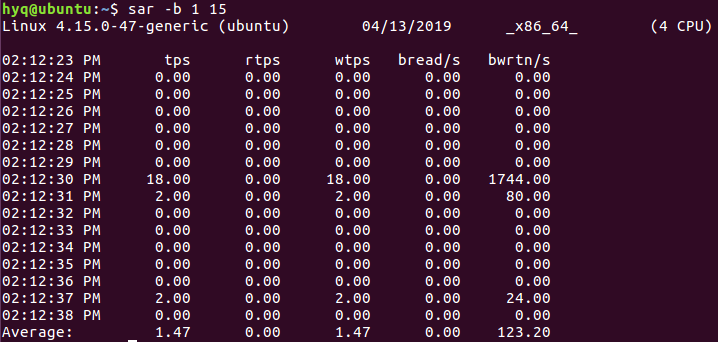 hyq@ubuntu:~$ sar -b 1 15
Linux 4.15.0-47-generic (ubuntu) 04/13/2019 _x86_64_ (4 CPU)
02:12:23 PM tps rtps wtps bread/s bwrtn/s
02:12:24 PM 0.00 0.00 0.00 0.00 0.00
02:12:25 PM 0.00 0.00 0.00 0.00 0.00
02:12:26 PM 0.00 0.00 0.00 0.00 0.00
02:12:27 PM 0.00 0.00 0.00 0.00 0.00
02:12:28 PM 0.00 0.00 0.00 0.00 0.00
02:12:29 PM 0.00 0.00 0.00 0.00 0.00
02:12:30 PM 18.00 0.00 18.00 0.00 1744.00
02:12:31 PM 2.00 0.00 2.00 0.00 80.00
02:12:32 PM 0.00 0.00 0.00 0.00 0.00
02:12:33 PM 0.00 0.00 0.00 0.00 0.00
02:12:34 PM 0.00 0.00 0.00 0.00 0.00
02:12:35 PM 0.00 0.00 0.00 0.00 0.00
02:12:36 PM 0.00 0.00 0.00 0.00 0.00
02:12:37 PM 2.00 0.00 2.00 0.00 24.00
02:12:38 PM 0.00 0.00 0.00 0.00 0.00
Average: 1.47 0.00 1.47 0.00 123.20